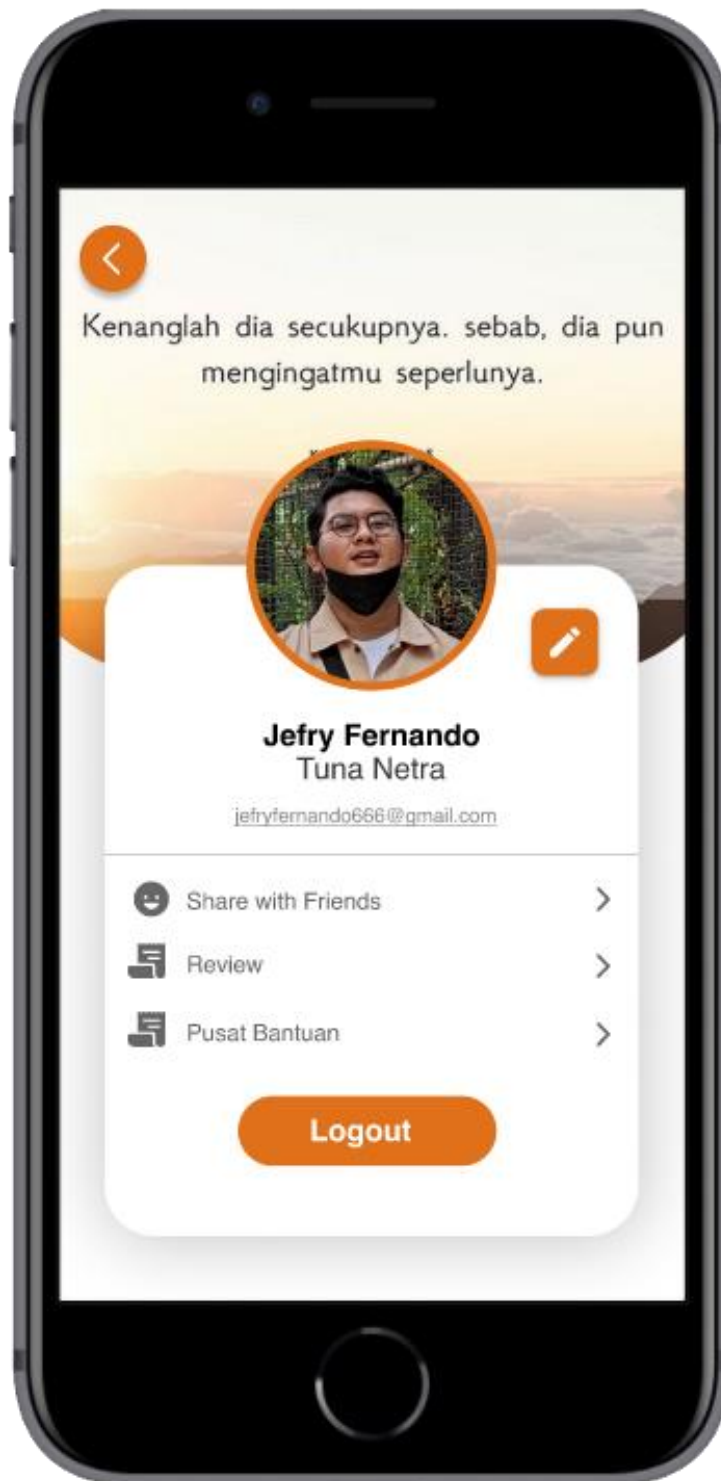 Kenanglah dia secukupnya. sebab, dia pun
mengingatmu seperlunya.
Jefry Fernando
Tuna Netra
jefryfernando666@gmail.com
Share with Friends
Review
Pusat Bantuan
Logout